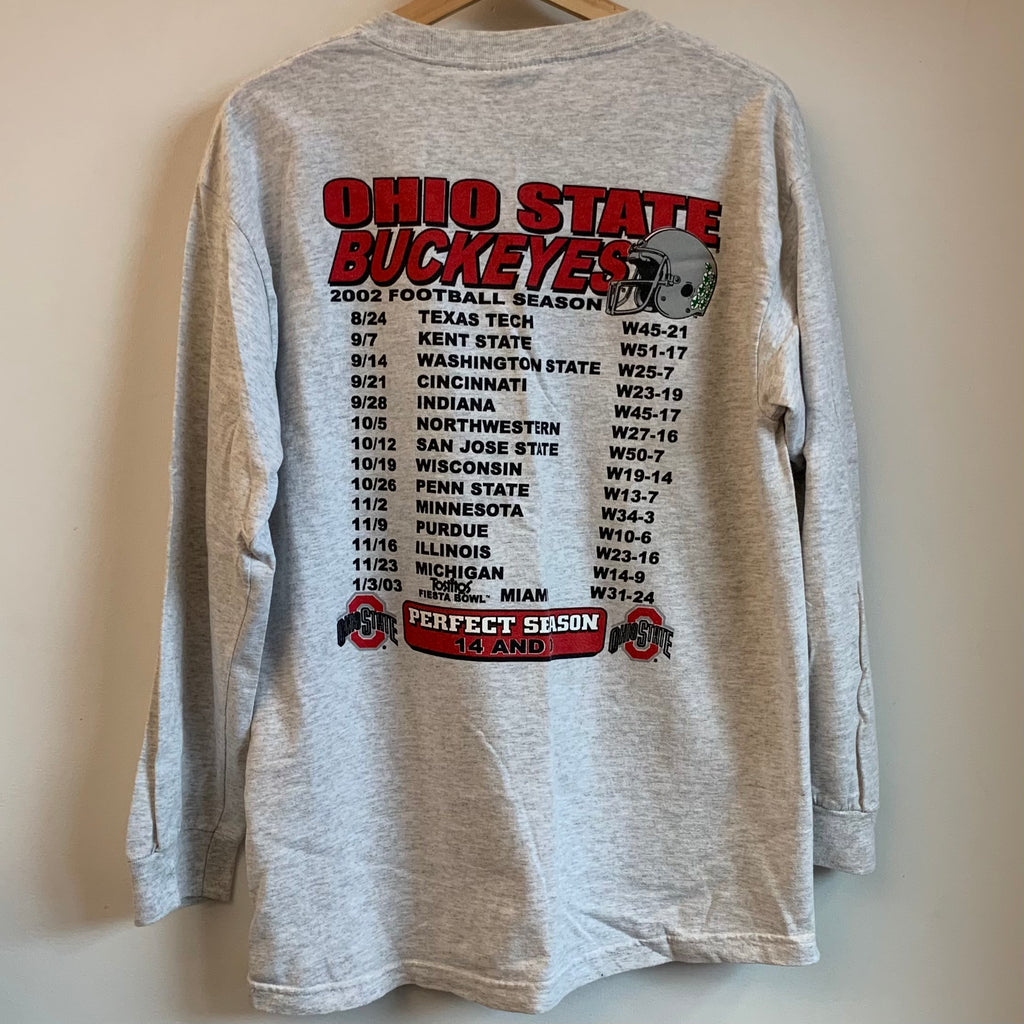 OHIO STATE
BUCKEYES
2002 FOOTBALL SEASON
8/24 TEXAS TECH W45-21
9/7 KENT STATE W51-17
9/14 WASHINGTON STATE W25-7
9/21 CINCINNATI W23-19
9/28 INDIANA W45-17
10/5 NORTHWESTERN W27-16
10/12 SAN JOSE STATE W50-7
10/19 WISCONSIN W19-14
10/26 PENN STATE W13-7
11/2 MINNESOTA W34-3
11/9 PURDUE W10-6
11/16 ILLINOIS W23-16
11/23 MICHIGAN W14-9
1/3/03 Tostitos FIESTA BOWL™ MIAM W31-24
OHIO STATE
PERFECT SEASON
14 AND
OHIO STATE